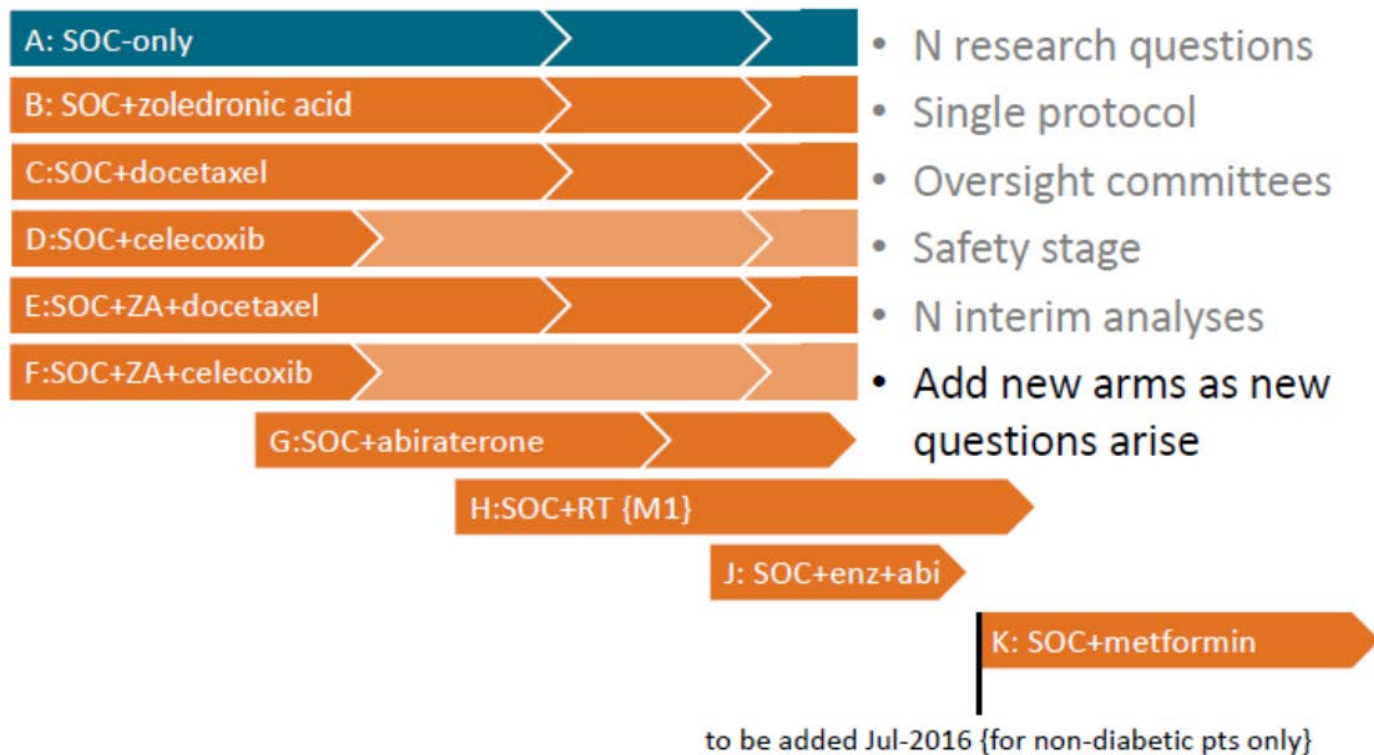 A: SOC-only
B: SOC+zoledronic acid
C:SOC+docetaxel
D:SOC+celecoxib
E:SOC+ZA+docetaxel
F:SOC+ZA+celecoxib
G:SOC+abiraterone
H:SOC+RT {M1}
J: SOC+enz+abi
K: SOC+metformin
to be added Jul-2016 {for non-diabetic pts only}
• N research questions
• Single protocol
• Oversight committees
• Safety stage
• N interim analyses
• Add new arms as new
questions arise